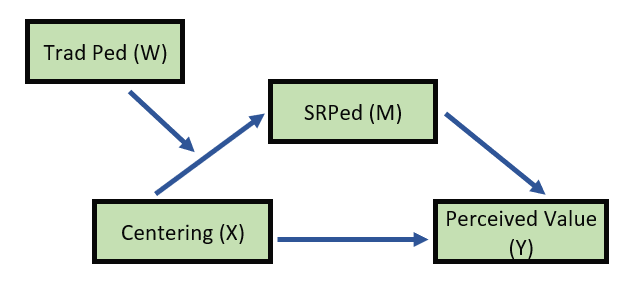 Trad Ped (W)
SRPed (M)
Centering (X)
Perceived Value
(Y)